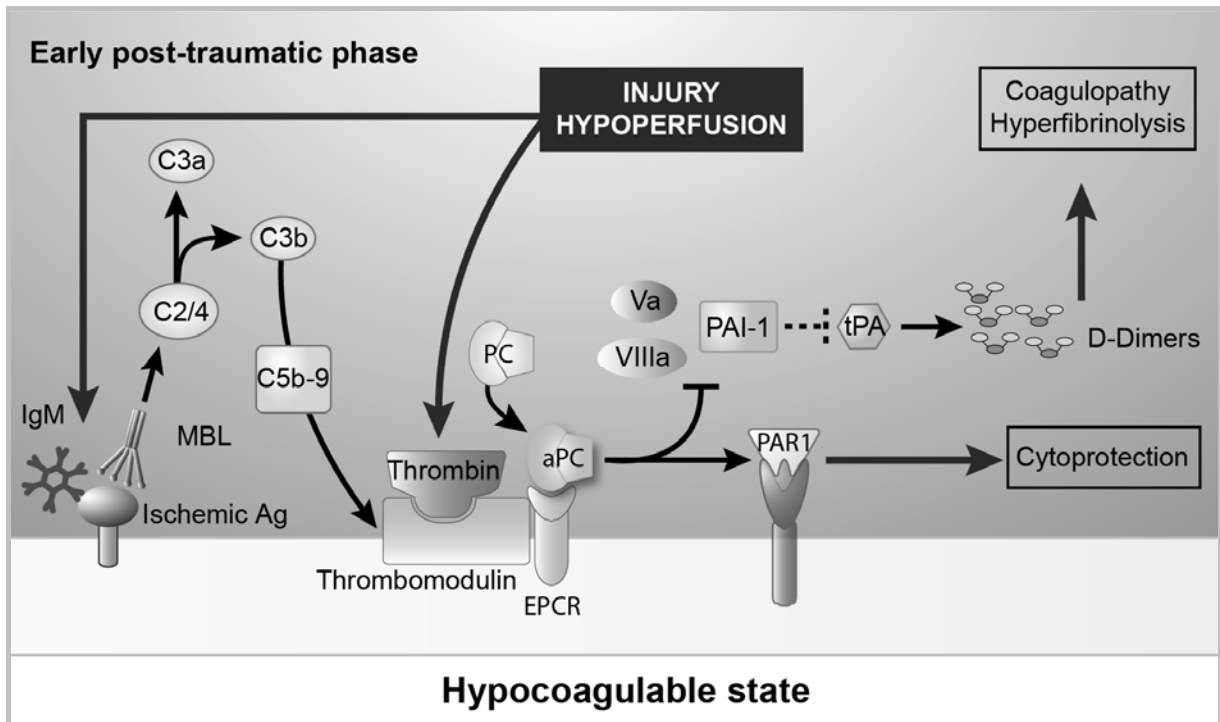 Early post-traumatic phase
INJURY
HYPOPERFUSION
Coagulopathy
Hyperfibrinolysis
C3a
C3b
C2/4
Va
PAI-1
tPA
VIIIa
D-Dimers
PC
C5b-9
IgM
MBL
PAR1
Thrombin
aPC
Cytoprotection
Ischemic Ag
Thrombomodulin
EPCR
Hypocoagulable state